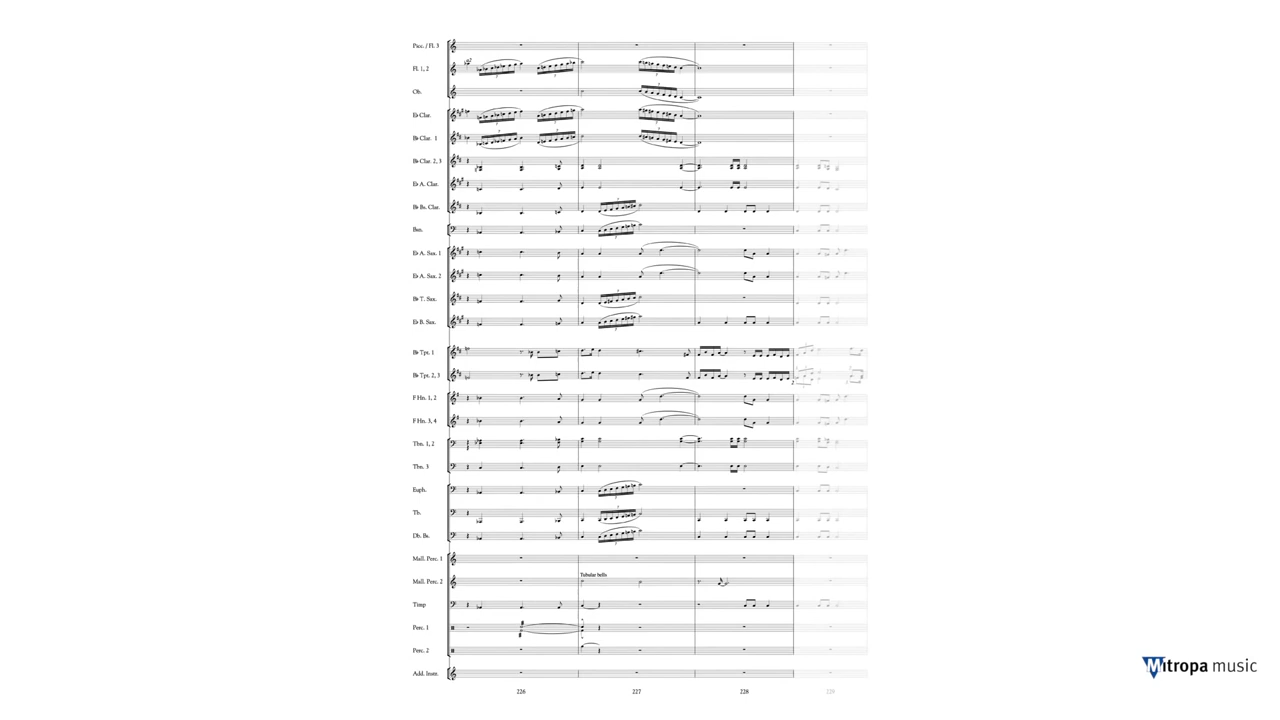 Picc. / Fl. 3
Fl. 1, 2
Ob.
E♭ Clar.
B♭ Clar. 1
B♭ Clar. 2, 3
E♭ A. Clar.
B♭ Bs. Clar.
Bsn.
E♭ A. Sax. 1
E♭ A. Sax. 2
B♭ T. Sax.
E♭ B. Sax.
B♭ Tpt. 1
B♭ Tpt. 2, 3
F Hn. 1, 2
F Hn. 3, 4
Tbn. 1, 2
Tbn. 3
Euph.
Tb.
Db. Bs.
Mall. Perc. 1
Tubular bells
Mall. Perc. 2
Timp
Perc. 1
Perc. 2
Add. Instr.
226 227 228 229
Mitropa music